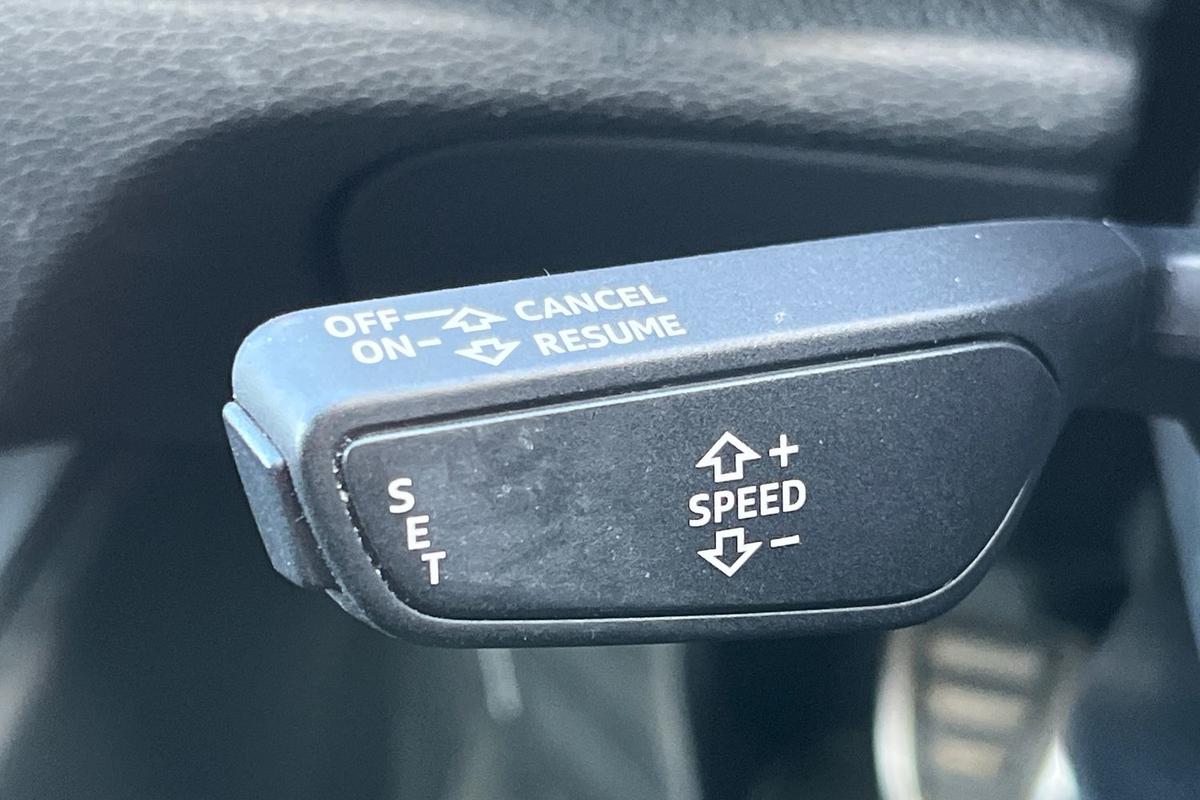 OFF CANCEL
ON RESUME
SET
+
SPEED
-